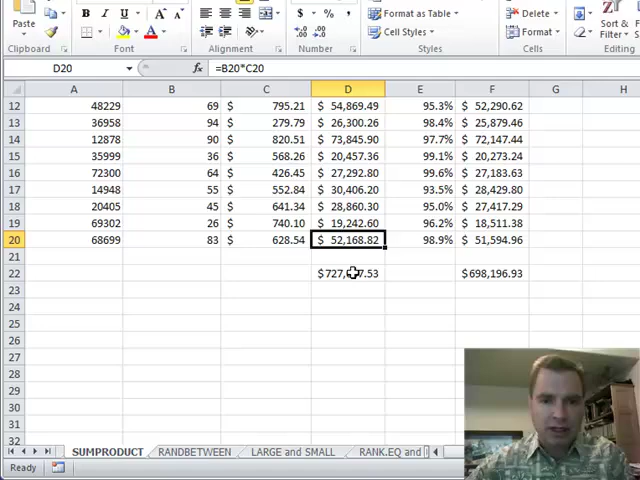 Paste
B I U
$ % ,
Format as Table
Cell Styles
Delete
Format
Sort &
Filter
Clipboard Font Alignment Number Styles Cells
D20 fx =B20*C20
A B C D E F G H
12 48229 69 $ 795.21 $ 54,869.49 95.3% $ 52,290.62
13 36958 94 $ 279.79 $ 26,300.26 98.4% $ 25,879.46
14 12878 90 $ 820.51 $ 73,845.90 97.7% $ 72,147.44
15 35999 36 $ 568.26 $ 20,457.36 99.1% $ 20,273.24
16 72300 64 $ 426.45 $ 27,292.80 99.6% $ 27,183.63
17 14948 55 $ 552.84 $ 30,406.20 93.5% $ 28,429.80
18 20405 45 $ 641.34 $ 28,860.30 95.0% $ 27,417.29
19 69302 26 $ 740.10 $ 19,242.60 96.2% $ 18,511.38
20 68699 83 $ 628.54 $ 52,168.82 98.9% $ 51,594.96
21
22 $698,196.93
23
24
25
26
27
28
29
30
31
32
SUMPRODUCT RANDBETWEEN LARGE and SMALL RANK.EQ and
Ready